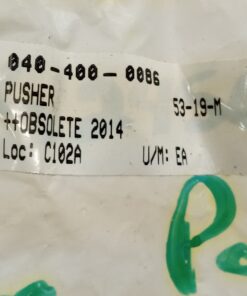 040-400-0086
PUSHER 53-19-M
++OBSOLETE 2014
Loc: C102A U/M: EA